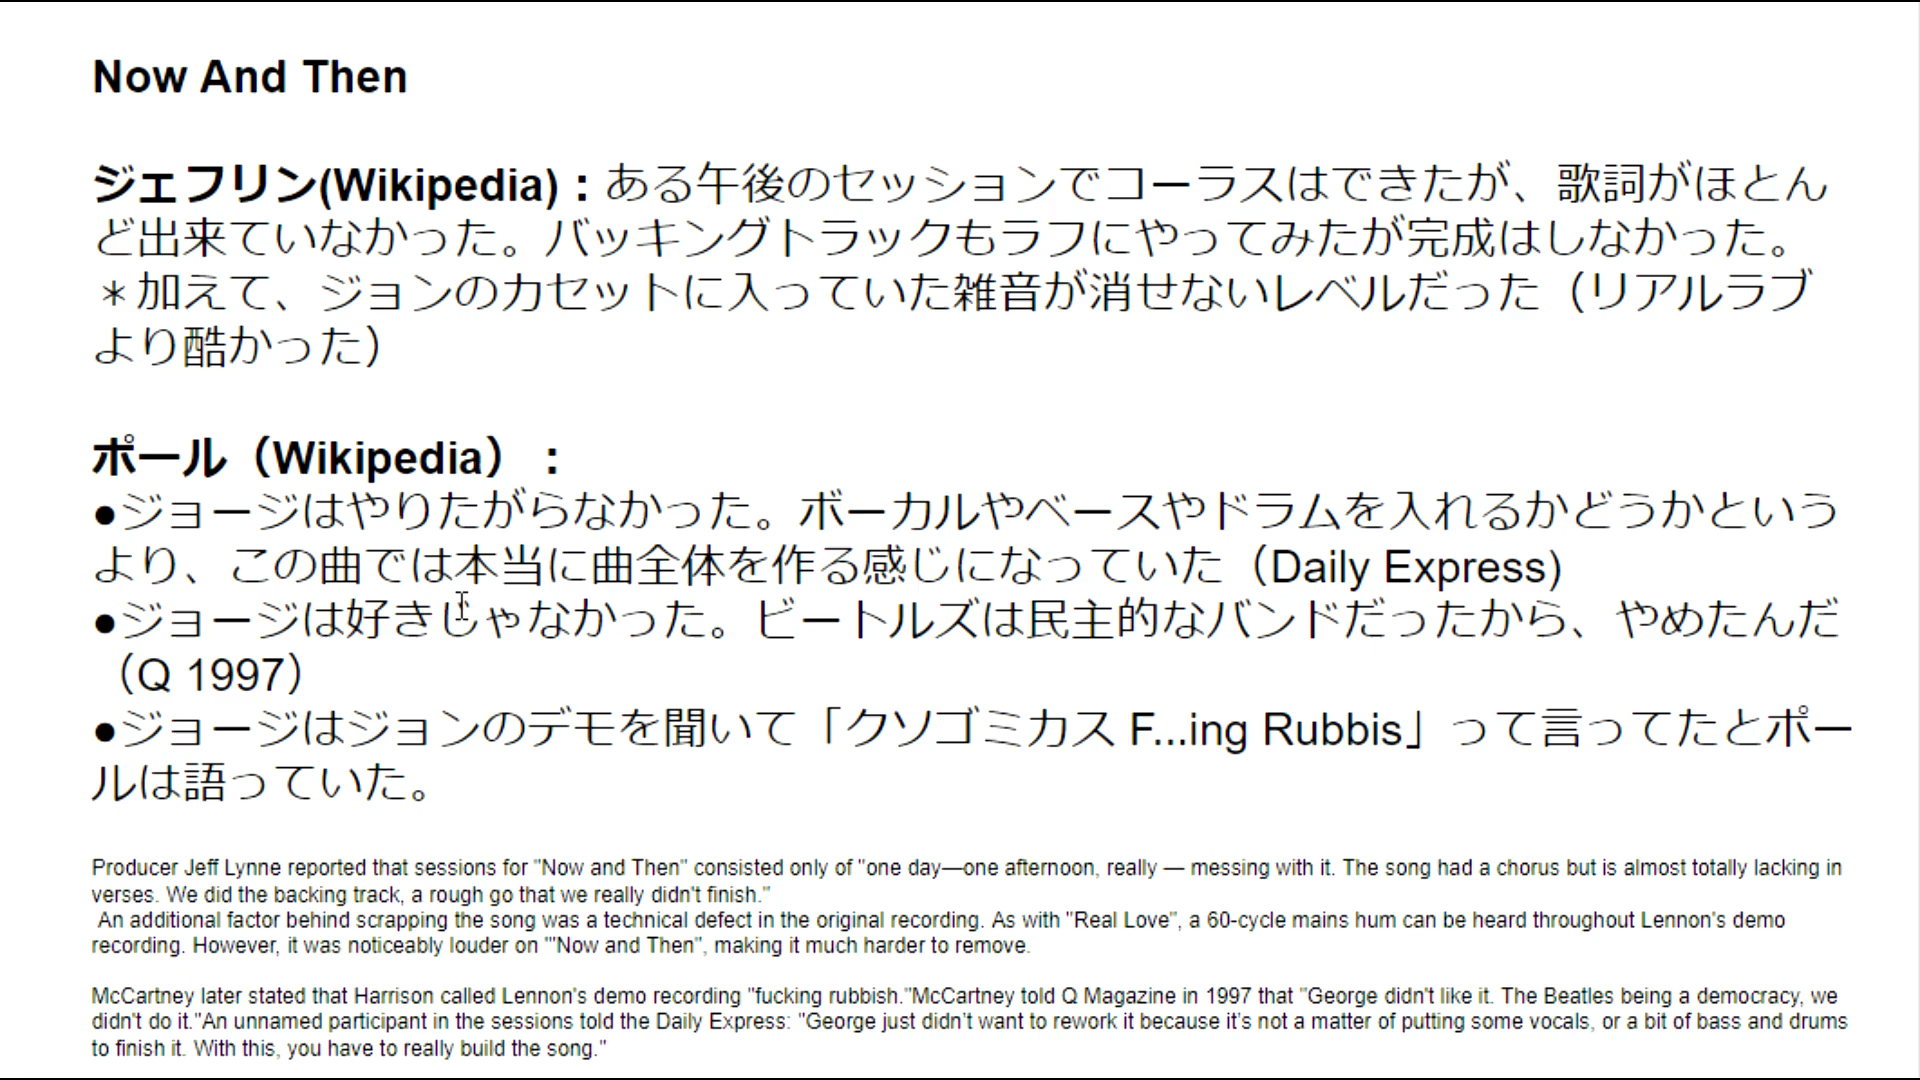 Now And Then
ジェフリン(Wikipedia)：ある午後のセッションでコーラスはできたが、歌詞がほとん
ど出来ていなかった。バッキングトラックもラフにやってみたが完成はしなかった。
＊加えて、ジョンのカセットに入っていた雑音が消せないレベルだった（リアルラブ
より酷かった）
ポール（Wikipedia）：
●ジョージはやりたがらなかった。ボーカルやベースやドラムを入れるかどうかという
より、この曲では本当に曲全体を作る感じになっていた（Daily Express)
●ジョージは好きじゃなかった。ビートルズは民主的なバンドだったから、やめたんだ
（Q 1997）
●ジョージはジョンのデモを聞いて「クソゴミカス F...ing Rubbis」って言ってたとポー
ルは語っていた。
Producer Jeff Lynne reported that sessions for "Now and Then" consisted only of "one day—one afternoon, really — messing with it. The song had a chorus but is almost totally lacking in
verses. We did the backing track, a rough go that we really didn't finish."
An additional factor behind scrapping the song was a technical defect in the original recording. As with "Real Love", a 60-cycle mains hum can be heard throughout Lennon's demo
recording. However, it was noticeably louder on '"Now and Then", making it much harder to remove.
McCartney later stated that Harrison called Lennon's demo recording "fucking rubbish."McCartney told Q Magazine in 1997 that "George didn't like it. The Beatles being a democracy, we
didn't do it."An unnamed participant in the sessions told the Daily Express: "George just didn't want to rework it because it's not a matter of putting some vocals, or a bit of bass and drums
to finish it. With this, you have to really build the song."